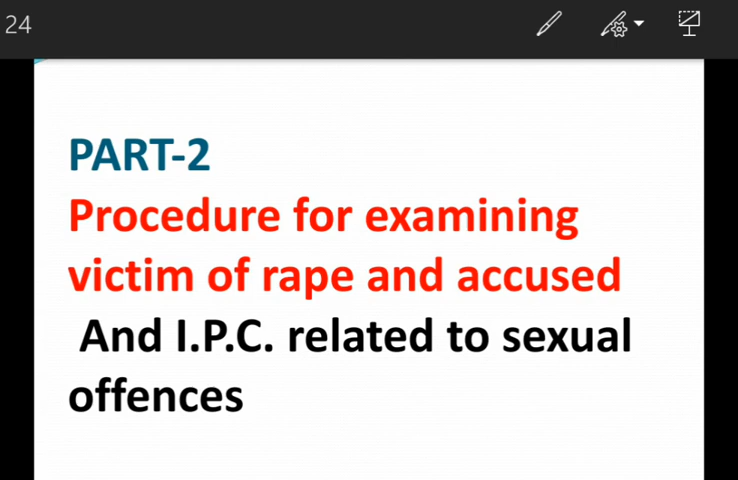 24
PART-2
Procedure for examining
victim of rape and accused
And I.P.C. related to sexual
offences